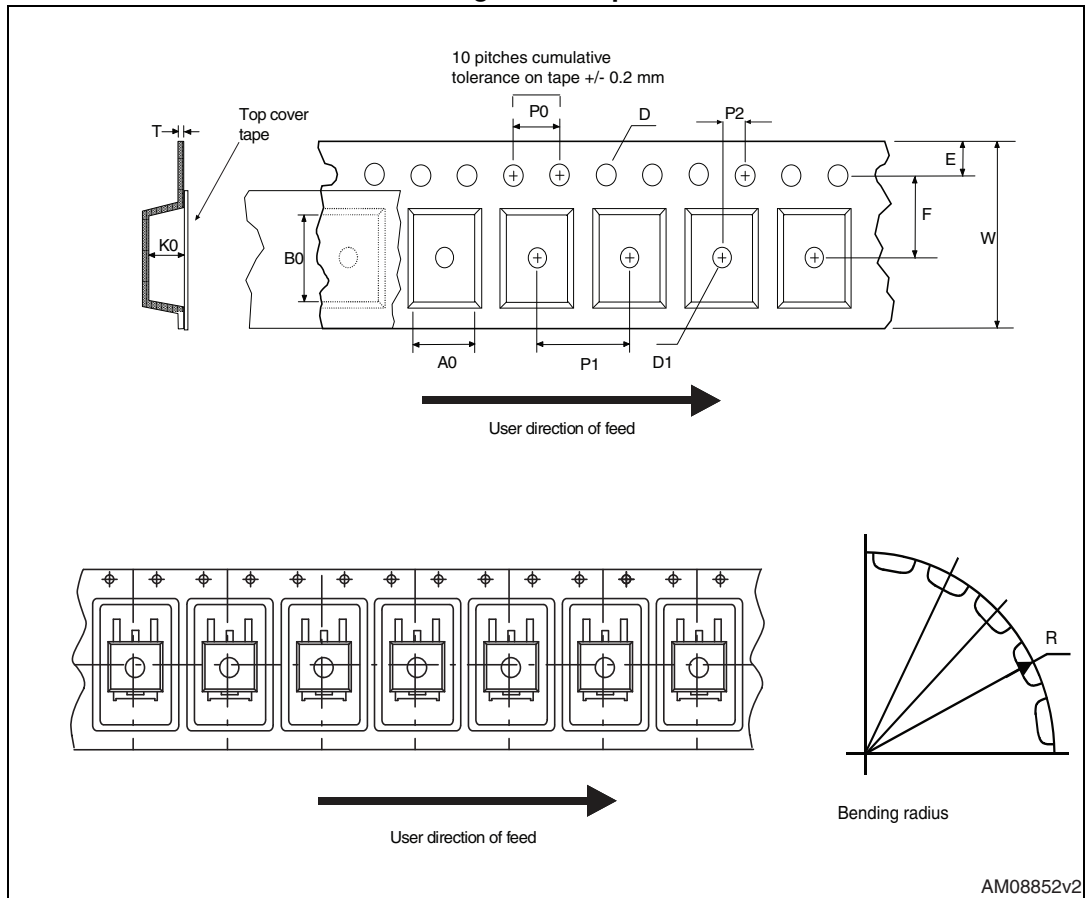 10 pitches cumulative
tolerance on tape +/- 0.2 mm
Top cover
tape
T
P0
D
P2
E
F
W
K0
B0
A0
P1
D1
User direction of feed
R
Bending radius
User direction of feed
AM08852v2